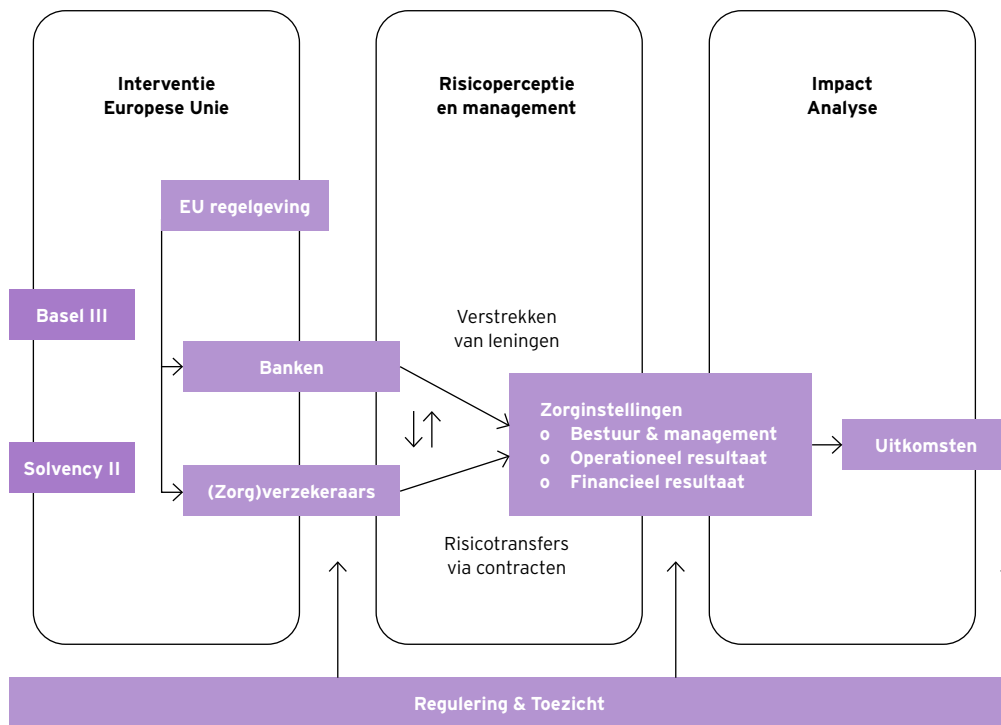 Interventie
Europese Unie
Risicoperceptie
en management
Impact
Analyse
EU regelgeving
Basel III
Verstrekken
van leningen
Banken
Zorginstellingen
o Bestuur & management
o Operationeel resultaat
o Financieel resultaat
Uitkomsten
Solvency II
(Zorg)verzekeraars
Risicotransfers
via contracten
Regulering & Toezicht